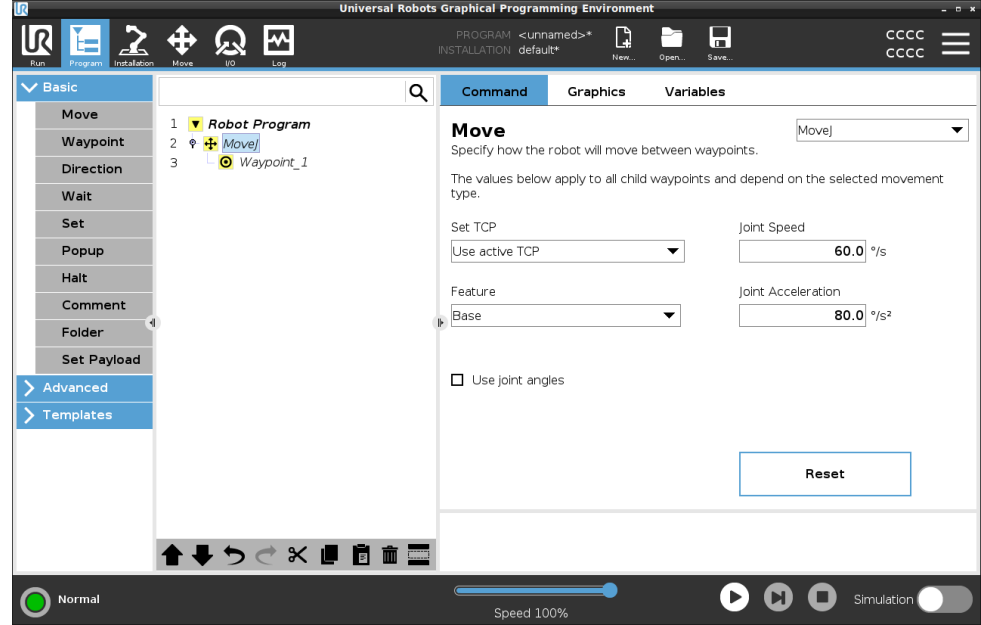 Universal Robots Graphical Programming Environment
UR
Run
Program
Installation
Move
I/O
Log
PROGRAM <unnamed>*
INSTALLATION default*
New...
Open...
Save...
CCCC
CCCC
Basic
Move
Waypoint
Direction
Wait
Set
Popup
Halt
Comment
Folder
Set Payload
Advanced
Templates
1 Robot Program
2 MoveJ
3 Waypoint_1
Command Graphics Variables
Move
MoveJ
Specify how the robot will move between waypoints.
The values below apply to all child waypoints and depend on the selected movement
type.
Set TCP
Use active TCP
Joint Speed
60.0 °/s
Feature
Base
Joint Acceleration
80.0 °/s²
Use joint angles
Reset
Normal
Speed 100%
Simulation